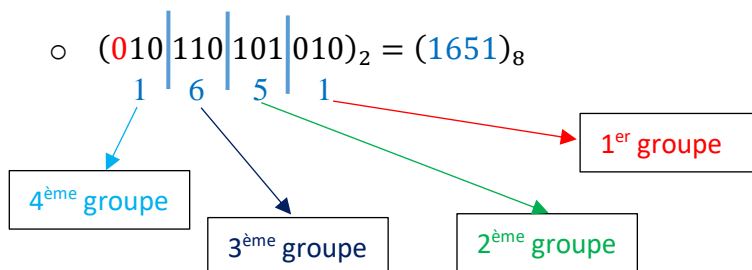 ○ (010|110|101|010)₂ = (1651)₈
1 6 5 1
1er groupe
4ème groupe
3ème groupe
2ème groupe